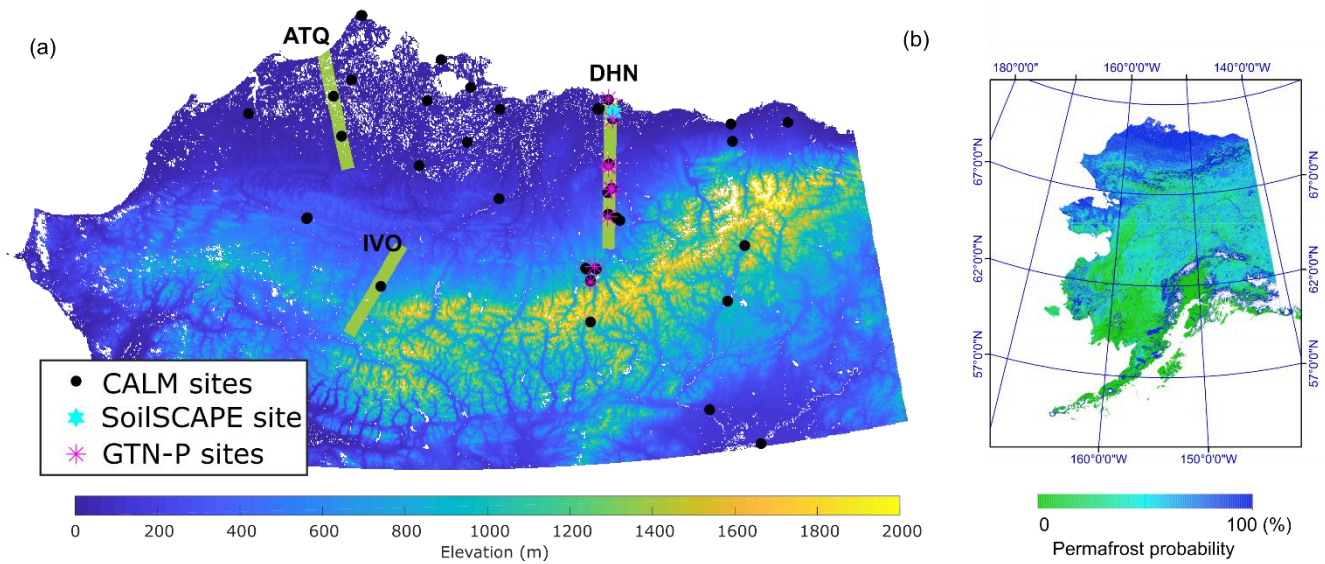 (a)
ATQ
DHN
IVO
CALM sites
SoilSCAPE site
GTN-P sites
0 200 400 600 800 1000 1200 1400 1600 1800 2000
Elevation (m)
(b)
180°0'0"W 160°0'0"W 140°0'0"W
67°0'0"N 67°0'0"N
62°0'0"N 62°0'0"N
57°0'0"N 57°0'0"N
160°0'0"W 150°0'0"W
0 100 (%)
Permafrost probability